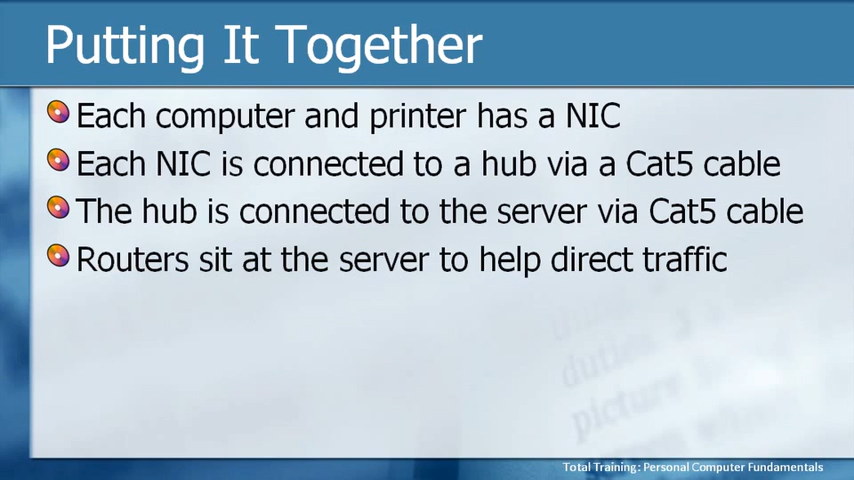 Putting It Together
Each computer and printer has a NIC
Each NIC is connected to a hub via a Cat5 cable
The hub is connected to the server via Cat5 cable
Routers sit at the server to help direct traffic
duties
picture
Total Training: Personal Computer Fundamentals